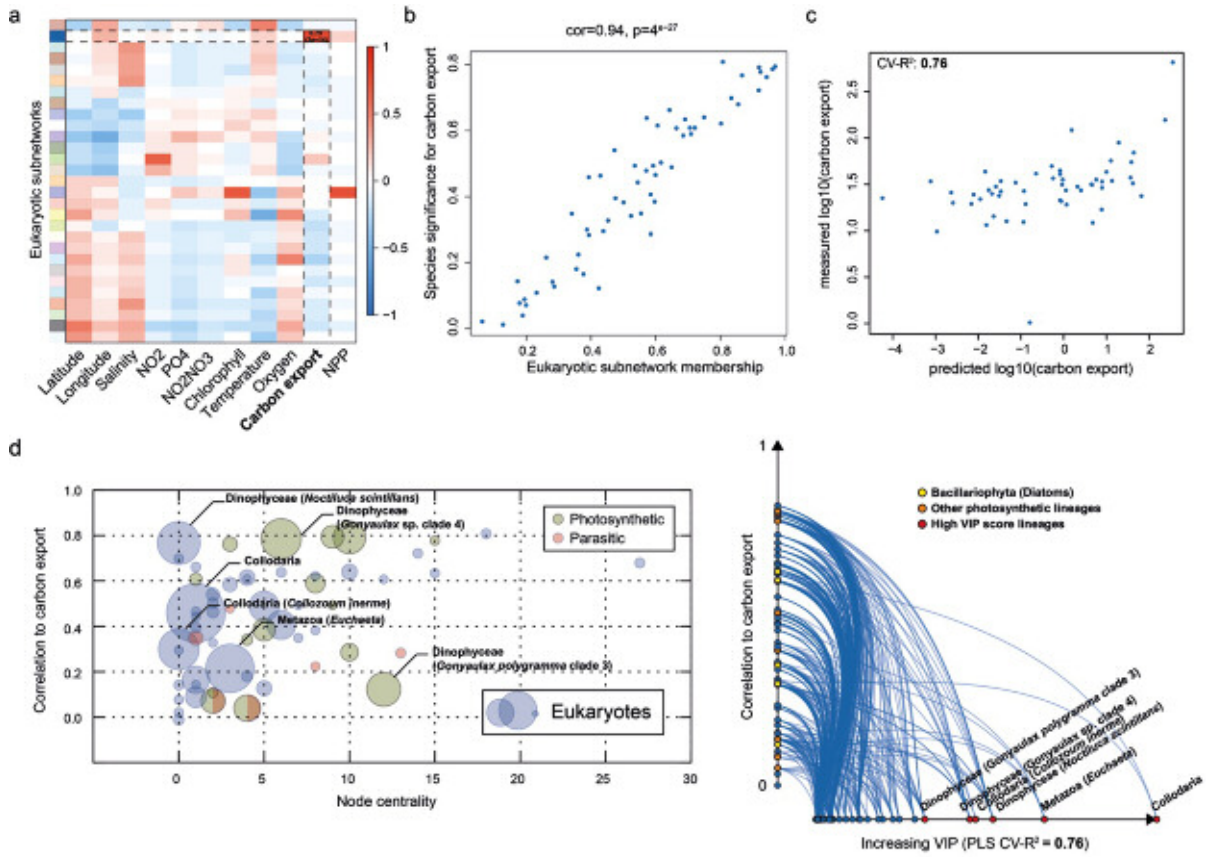 a
Eukaryotic subnetworks
1
0.5
0
−0.5
−1
Latitude
Longitude
Salinity
NO2
PO4
NO2NO3
Chlorophyll
Temperature
Oxygen
Carbon export
NPP
b
cor=0.94, p=4e−27
Species significance for carbon export
0.8
0.6
0.4
0.2
0.0
0.2 0.4 0.6 0.8 1.0
Eukaryotic subnetwork membership
c
CV-R²: 0.76
measured log10(carbon export)
2.5
2.0
1.5
1.0
0.5
0.0
−4 −3 −2 −1 0 1 2
predicted log10(carbon export)
d
Correlation to carbon export
1.0
0.8
0.6
0.4
0.2
0.0
Dinophyceae (Noctiluca scintillans)
Dinophyceae
(Gonyaulax sp. clade 4)
Collodaria
Collodaria (Collozoum inerme)
Metazoa (Euchaeta)
Dinophyceae
(Gonyaulax polygramma clade 3)
Photosynthetic
Parasitic
Eukaryotes
0 5 10 15 20 25 30
Node centrality
1
Correlation to carbon export
0
Bacillariophyta (Diatoms)
Other photosynthetic lineages
High VIP score lineages
Dinophyceae (Gonyaulax polygramma clade 3)
Dinophyceae (Gonyaulax sp. clade 4)
Collodaria (Collozoum inerme)
Dinophyceae (Noctiluca scintillans)
Metazoa (Euchaeta)
Collodaria
Increasing VIP (PLS CV-R² = 0.76)